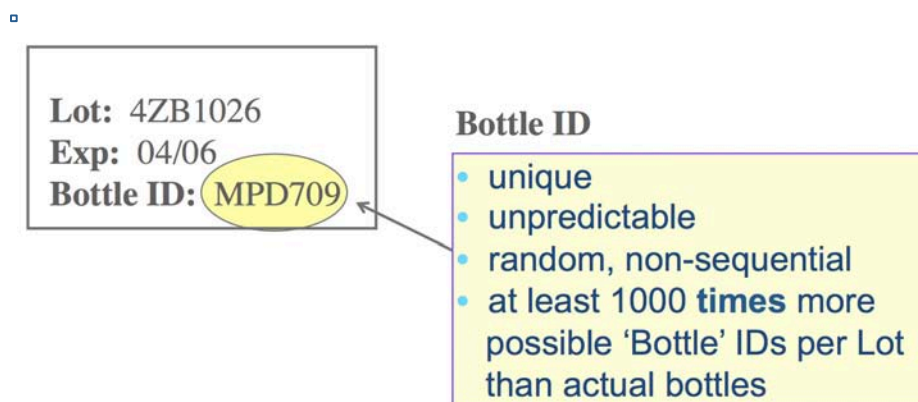 Lot: 4ZB1026
Exp: 04/06
Bottle ID: MPD709
Bottle ID
• unique
• unpredictable
• random, non-sequential
• at least 1000 times more
possible ‘Bottle’ IDs per Lot
than actual bottles